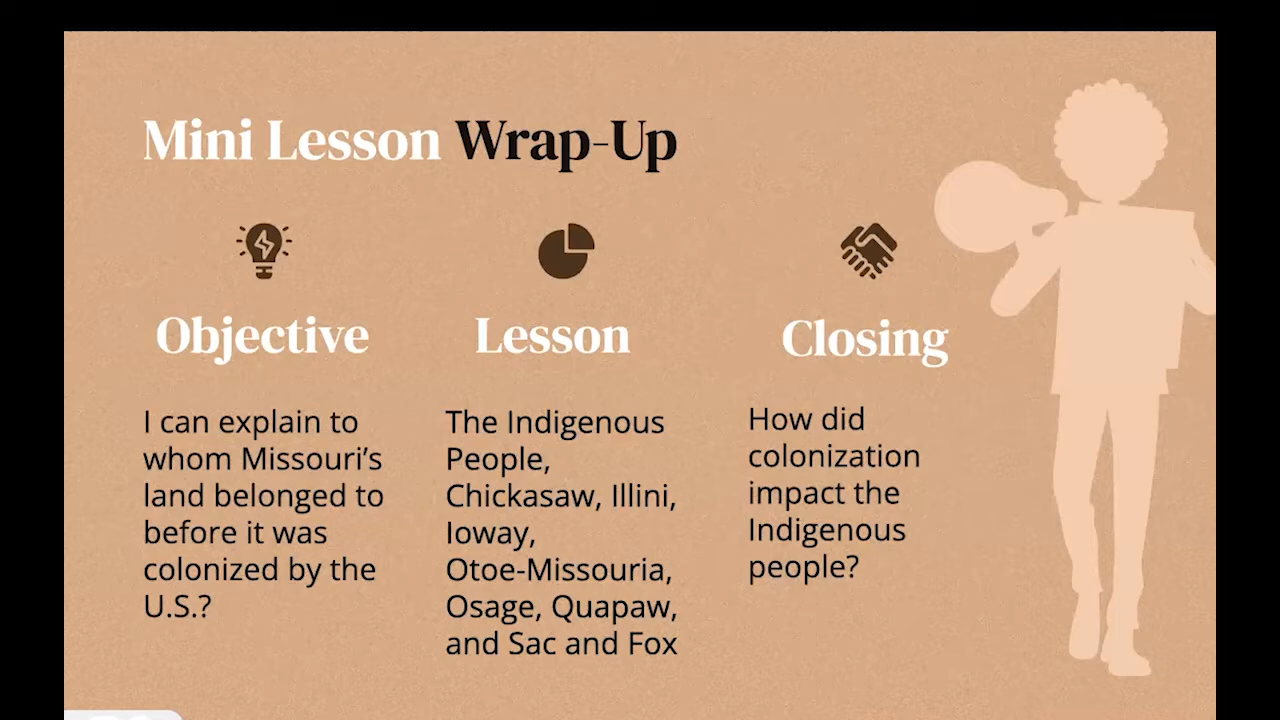 Mini Lesson Wrap-Up
Objective
I can explain to
whom Missouri’s
land belonged to
before it was
colonized by the
U.S.?
Lesson
The Indigenous
People,
Chickasaw, Illini,
Ioway,
Otoe-Missouria,
Osage, Quapaw,
and Sac and Fox
Closing
How did
colonization
impact the
Indigenous
people?